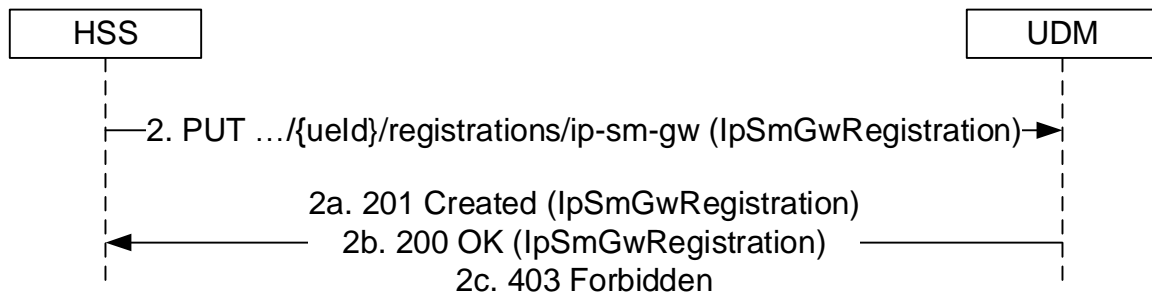 HSS
UDM
2. PUT …/{ueId}/registrations/ip-sm-gw (IpSmGwRegistration)
2a. 201 Created (IpSmGwRegistration)
2b. 200 OK (IpSmGwRegistration)
2c. 403 Forbidden